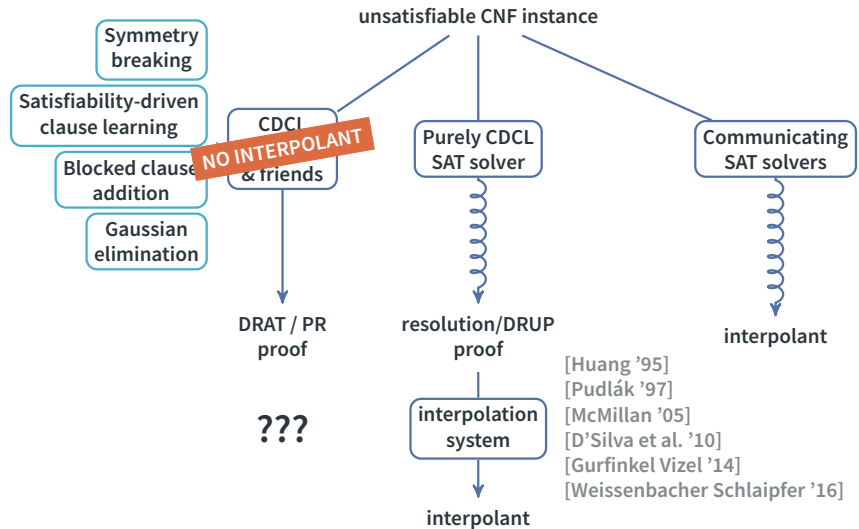 unsatisfiable CNF instance
Symmetry
breaking
Satisfiability-driven
clause learning
Blocked clause
addition
Gaussian
elimination
CDCL
NO INTERPOLANT
& friends
Purely CDCL
SAT solver
Communicating
SAT solvers
DRAT / PR
proof
resolution/DRUP
proof
interpolant
???
interpolation
system
[Huang ’95]
[Pudlák ’97]
[McMillan ’05]
[D’Silva et al. ’10]
[Gurfinkel Vizel ’14]
[Weissenbacher Schlaipfer ’16]
interpolant